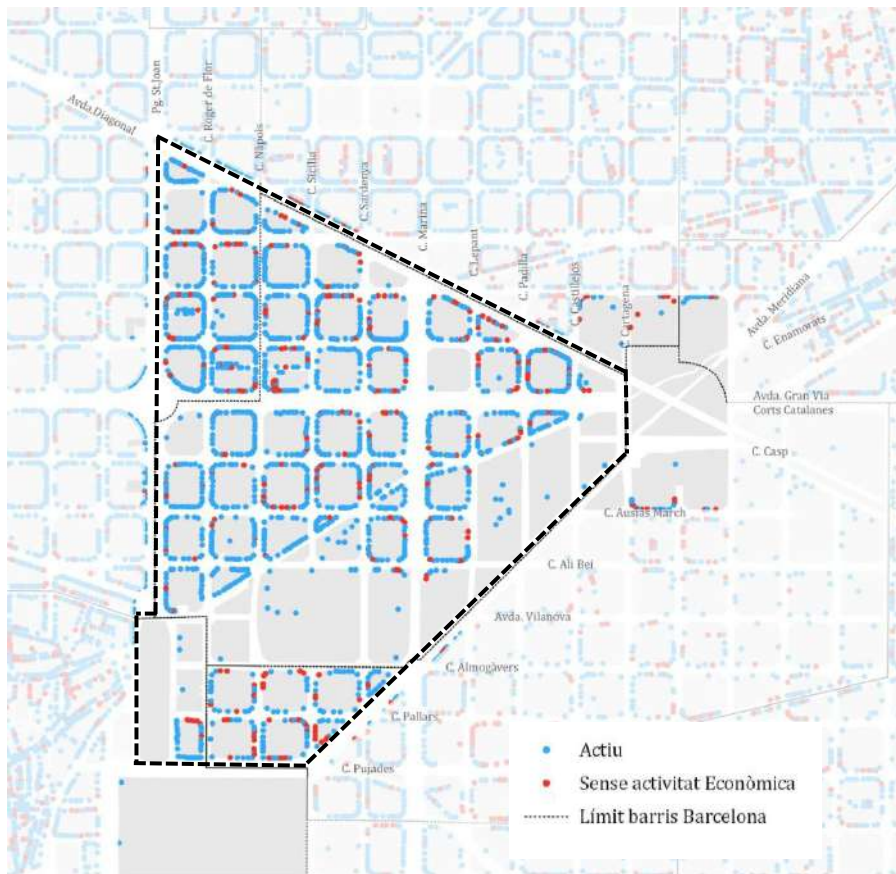 Avda.Diagonal
Pg. St.Joan
C. Roger de Flor
C. Nàpols
C. Sicília
C. Sardenya
C. Marina
C. Lepant
C. Padilla
C. Castillejos
C. Cartagena
Avda. Meridiana
C. Enamorats
Avda. Gran Via
Corts Catalanes
C. Casp
C. Ausiàs March
C. Alí Bei
Avda. Vilanova
C. Almogàvers
C. Pallars
C. Pujades
Actiu
Sense activitat Econòmica
Límit barris Barcelona